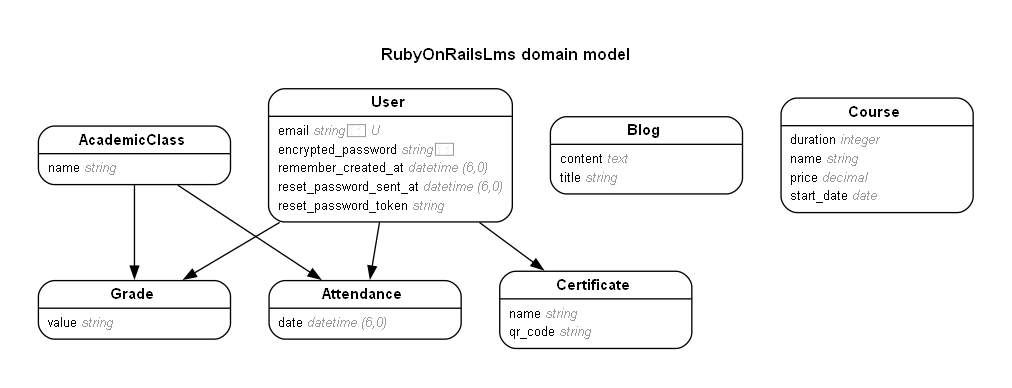 RubyOnRailsLms domain model
AcademicClass
name string
User
email string U
encrypted_password string
remember_created_at datetime (6,0)
reset_password_sent_at datetime (6,0)
reset_password_token string
Blog
content text
title string
Course
duration integer
name string
price decimal
start_date date
Grade
value string
Attendance
date datetime (6,0)
Certificate
name string
qr_code string